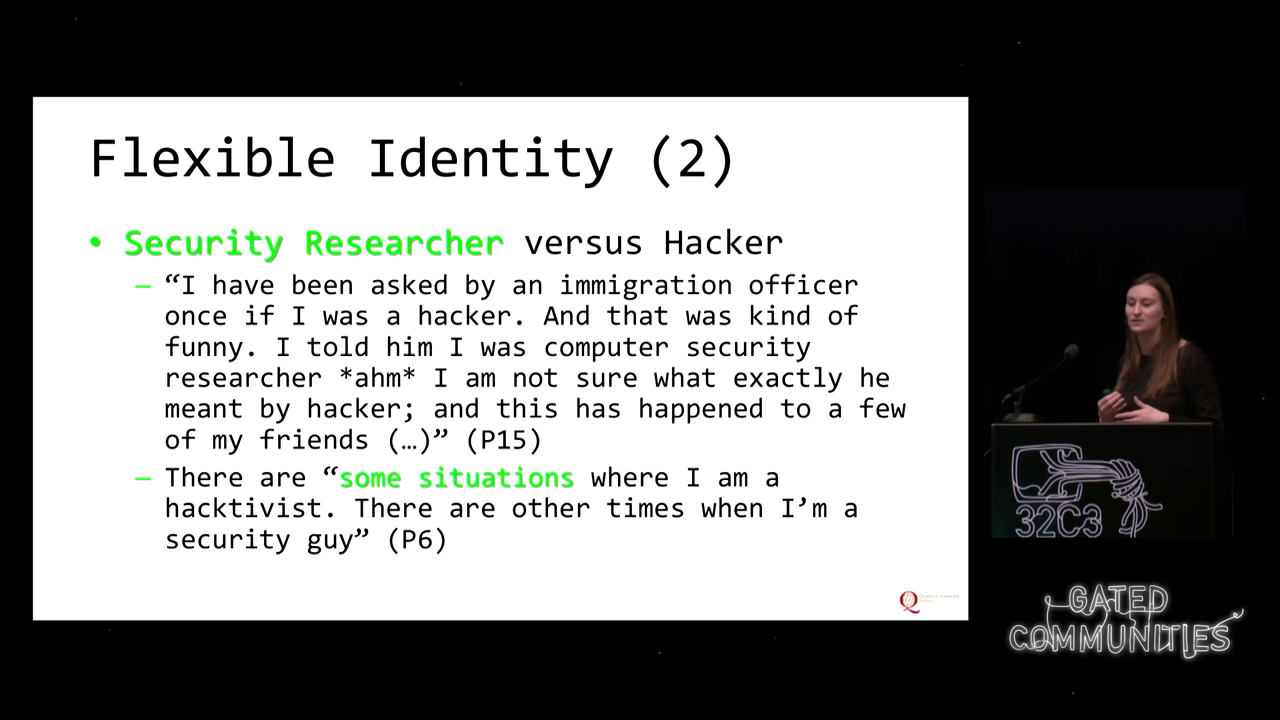 Flexible Identity (2)
• Security Researcher versus Hacker
– “I have been asked by an immigration officer
once if I was a hacker. And that was kind of
funny. I told him I was computer security
researcher *ahm* I am not sure what exactly he
meant by hacker; and this has happened to a few
of my friends (…)” (P15)
– There are “some situations where I am a
hacktivist. There are other times when I’m a
security guy” (P6)
32C3
GATED
COMMUNITIES